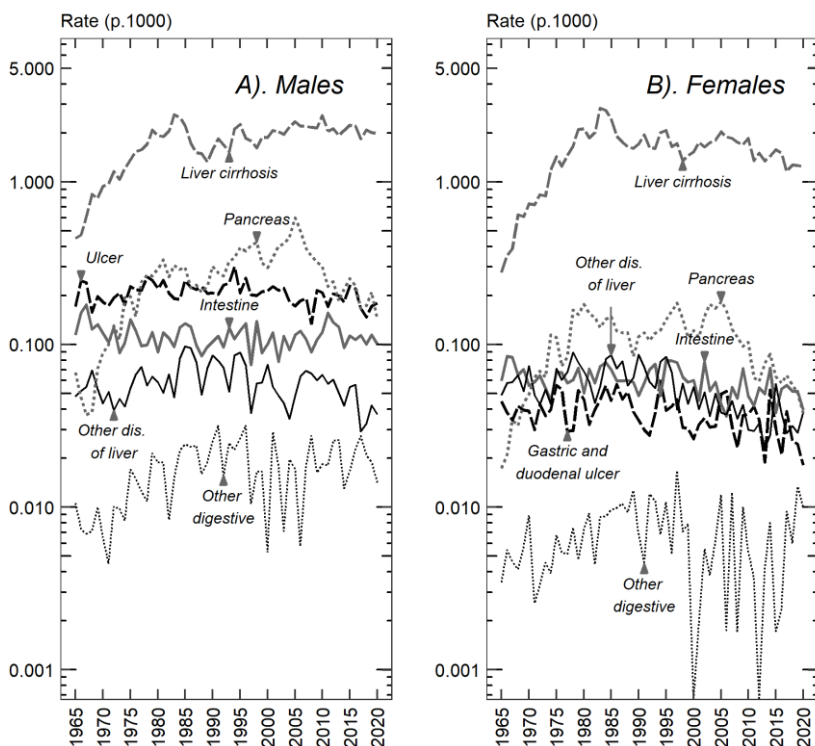 Rate (p.1000)
5.000
1.000
0.100
0.010
0.001
A). Males
Liver cirrhosis
Pancreas
Ulcer
Intestine
Other dis.
of liver
Other
digestive
1965
1970
1975
1980
1985
1990
1995
2000
2005
2010
2015
2020
Rate (p.1000)
5.000
1.000
0.100
0.010
0.001
B). Females
Liver cirrhosis
Other dis.
of liver
Pancreas
Intestine
Gastric and
duodenal ulcer
Other
digestive
1965
1970
1975
1980
1985
1990
1995
2000
2005
2010
2015
2020